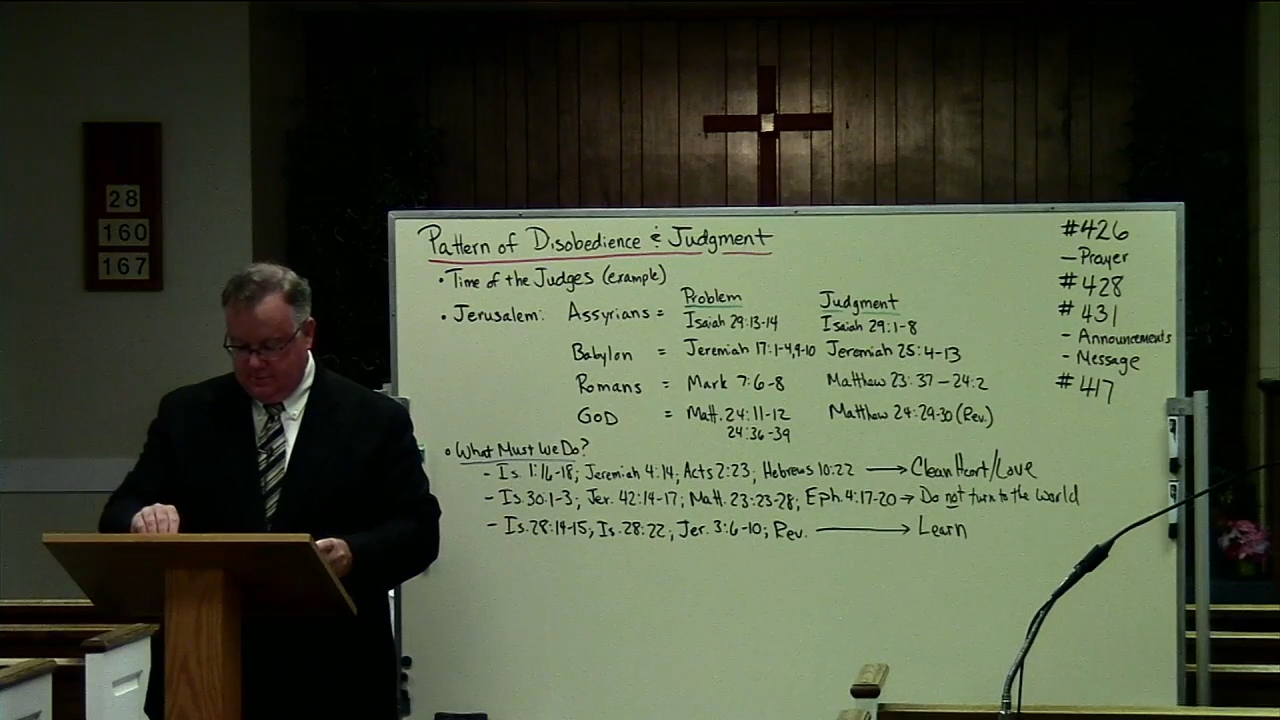 28
160
167
Pattern of Disobedience & Judgment
• Time of the Judges (example)
Problem Judgment
• Jerusalem: Assyrians = Isaiah 29:13-14 Isaiah 29:1-8
Babylon = Jeremiah 17:1-4,9-10 Jeremiah 25:4-13
Romans = Mark 7:6-8 Matthew 23:37-24:2
GOD = Matt. 24:11-12 Matthew 24:29-30 (Rev.)
24:36-39
• What Must We Do?
- Is. 1:16-18; Jeremiah 4:14; Acts 2:23; Hebrews 10:22 → Clean Heart/Love
- Is. 30:1-3; Jer. 42:14-17; Matt. 23:23-28; Eph. 4:17-20 → Do not turn to the World
- Is. 28:14-15; Is. 28:22; Jer. 3:6-10; Rev. → Learn
#426
- Prayer
#428
#431
- Announcements
- Message
#417